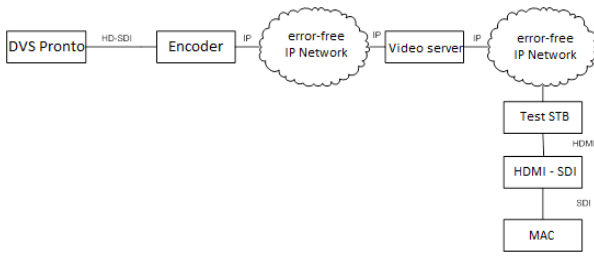 DVS Pronto
HD-SDI
Encoder
IP
error-free
IP Network
IP
Video server
IP
error-free
IP Network
Test STB
HDMI
HDMI - SDI
SDI
MAC